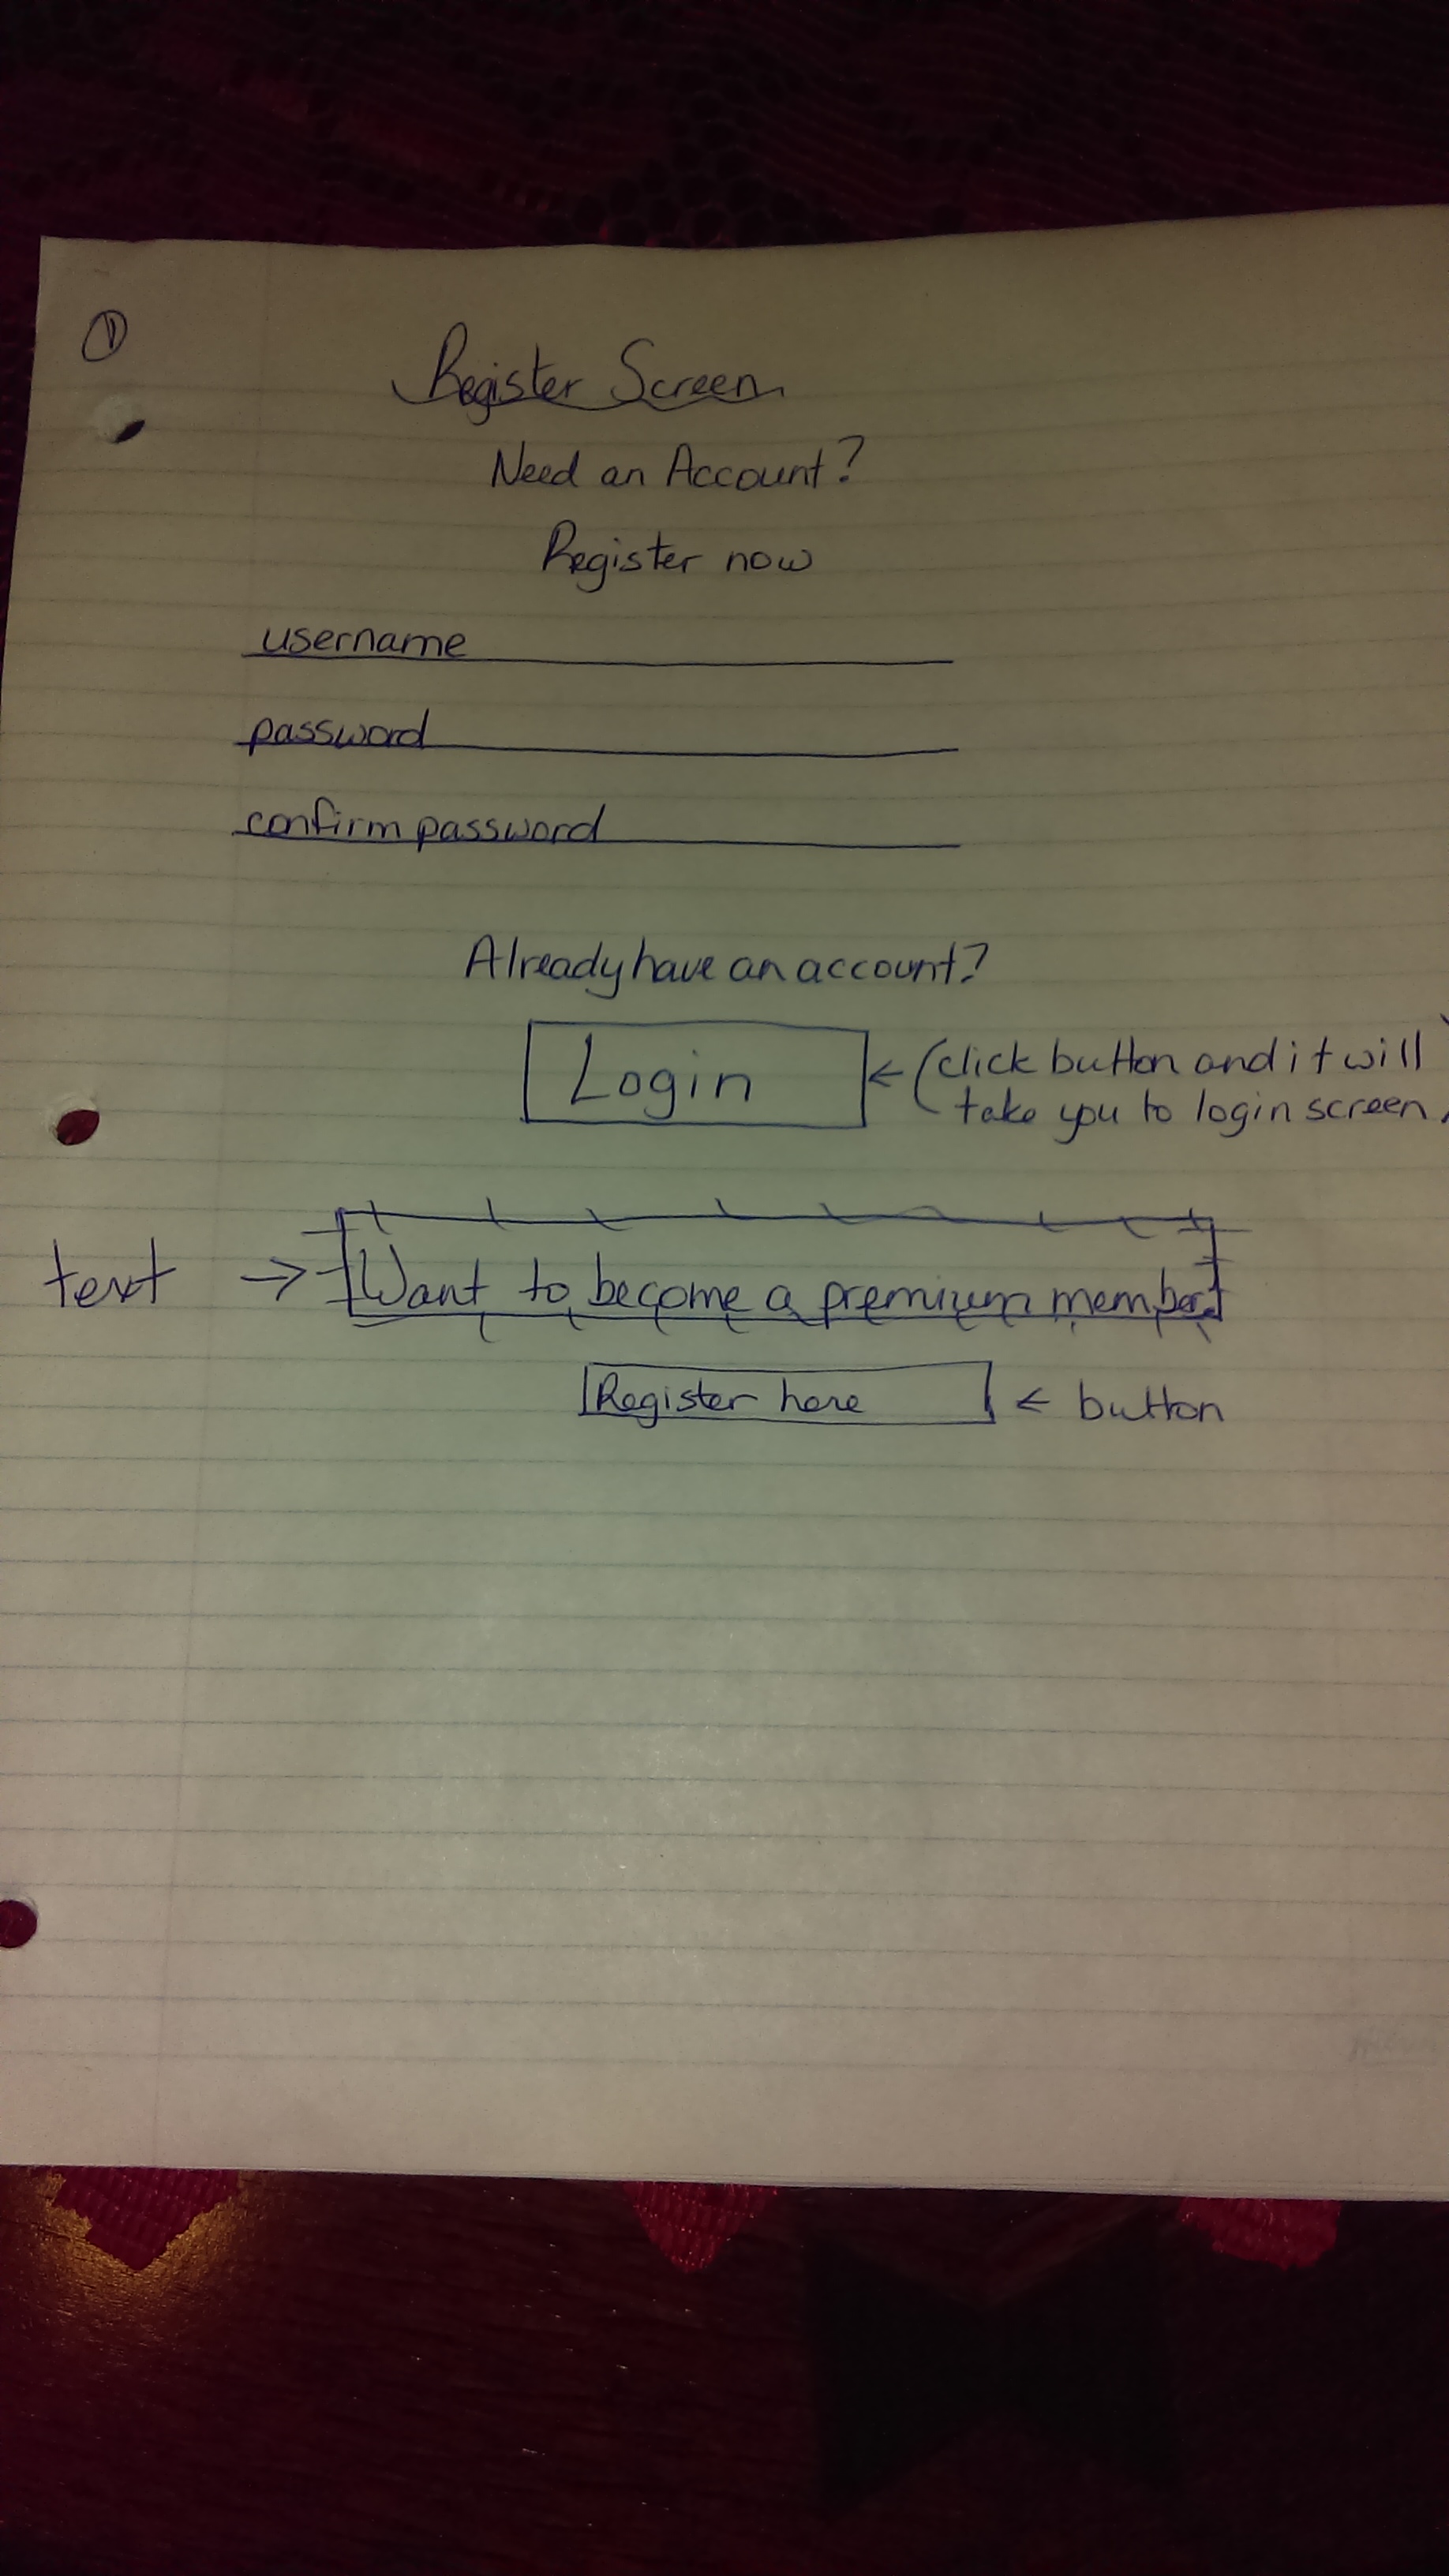 1
Register Screen
Need an Account?
Register now
username
password
confirm password
Already have an account?
Login ← (click button and it will
take you to login screen)
text → Want to become a premium member
Register here ← button